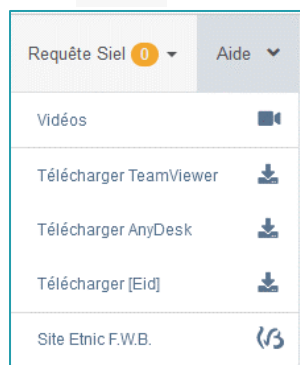 Requête Siel 0 Aide
Vidéos
Télécharger TeamViewer
Télécharger AnyDesk
Télécharger [Eid]
Site Etnic F.W.B.